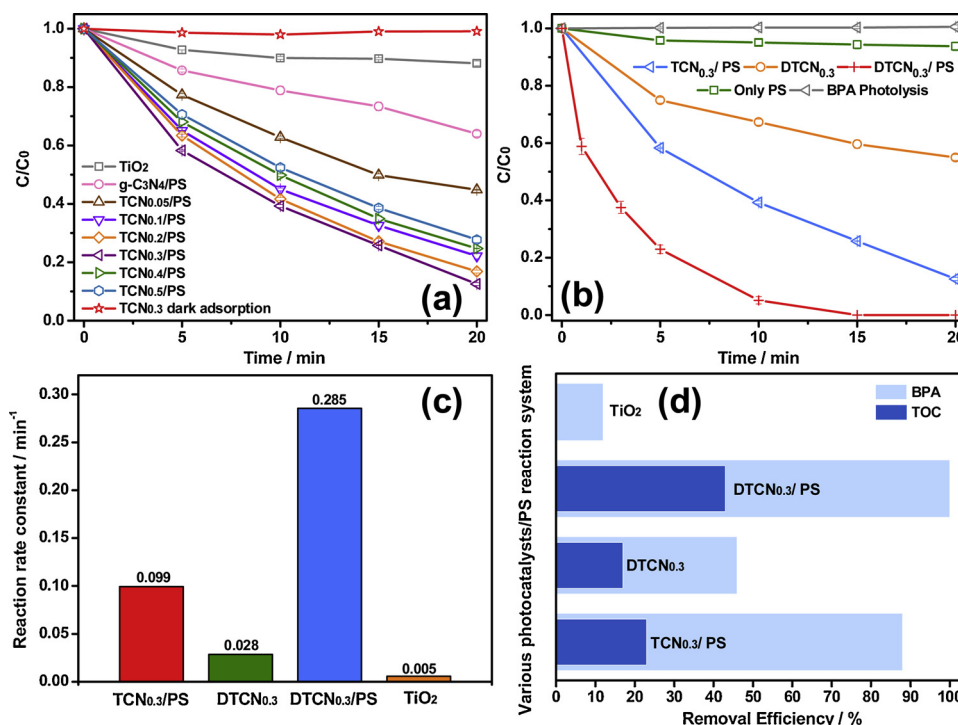 C/C₀
1.0
0.8
0.6
0.4
0.2
0.0
TiO₂
g-C₃N₄/PS
TCN₀.₀₅/PS
TCN₀.₁/PS
TCN₀.₂/PS
TCN₀.₃/PS
TCN₀.₄/PS
TCN₀.₅/PS
TCN₀.₃ dark adsorption
(a)
0 5 10 15 20
Time / min
C/C₀
1.0
0.8
0.6
0.4
0.2
0.0
TCN₀.₃/ PS DTCN₀.₃ DTCN₀.₃/ PS
Only PS BPA Photolysis
(b)
0 5 10 15 20
Time / min
Reaction rate constant / min⁻¹
0.30
0.25
0.20
0.15
0.10
0.05
0.00
(c)
0.099
0.028
0.285
0.005
TCN₀.₃/PS DTCN₀.₃ DTCN₀.₃/PS TiO₂
Various photocatalysts/PS reaction system
(d)
BPA
TOC
TiO₂
DTCN₀.₃/ PS
DTCN₀.₃
TCN₀.₃/ PS
0 10 20 30 40 50 60 70 80 90 100
Removal Efficiency / %